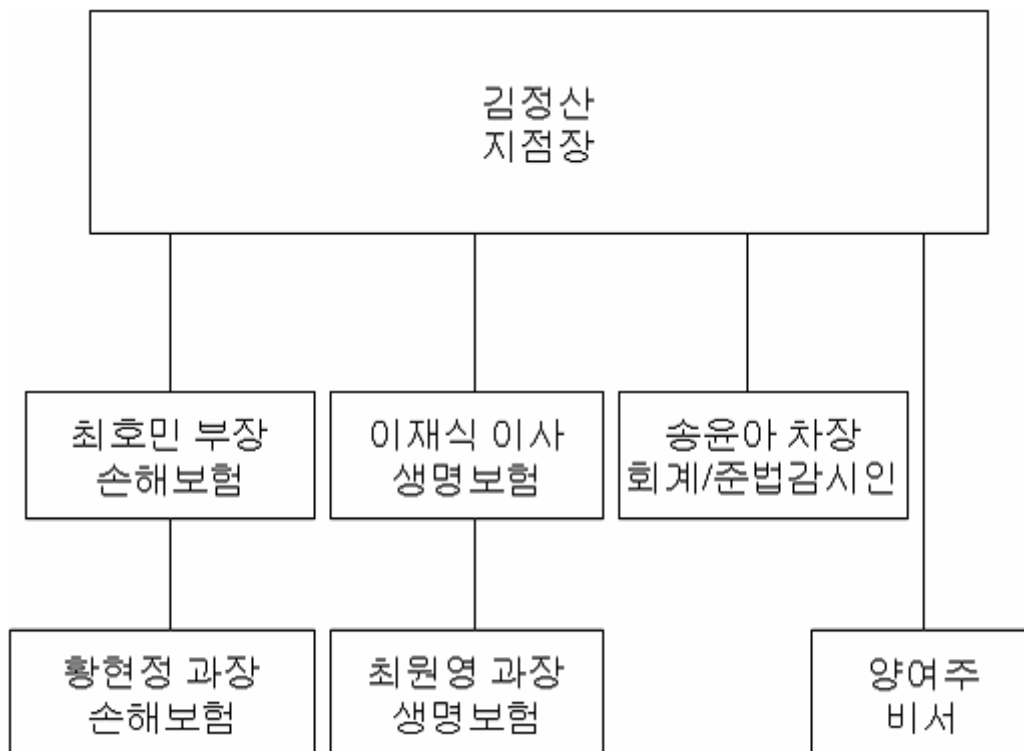 김정산
지점장
최호민 부장
손해보험
이재식 이사
생명보험
송윤아 차장
회계/준법감시인
황현정 과장
손해보험
최원영 과장
생명보험
양여주
비서